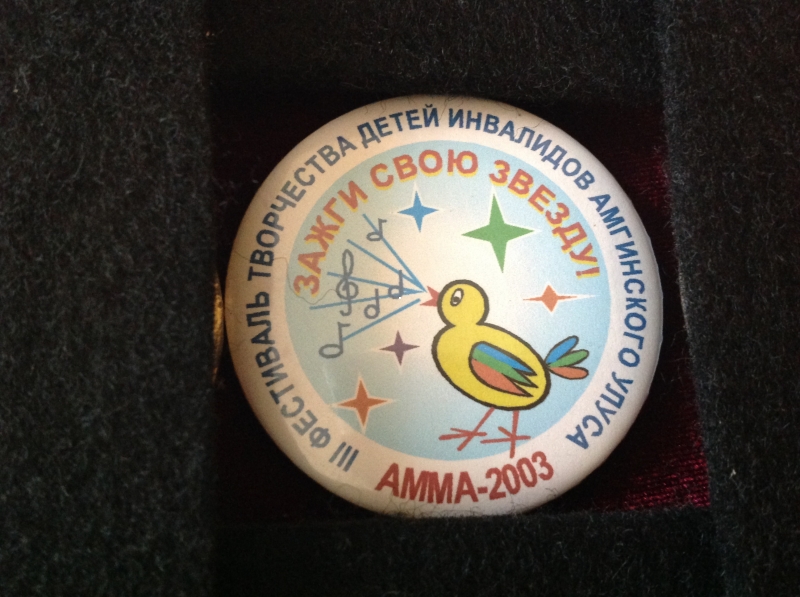 III ФЕСТИВАЛЬ ТВОРЧЕСТВА ДЕТЕЙ ИНВАЛИДОВ АМГИНСКОГО УЛУСА
ЗАЖГИ СВОЮ ЗВЕЗДУ!
АММА-2003